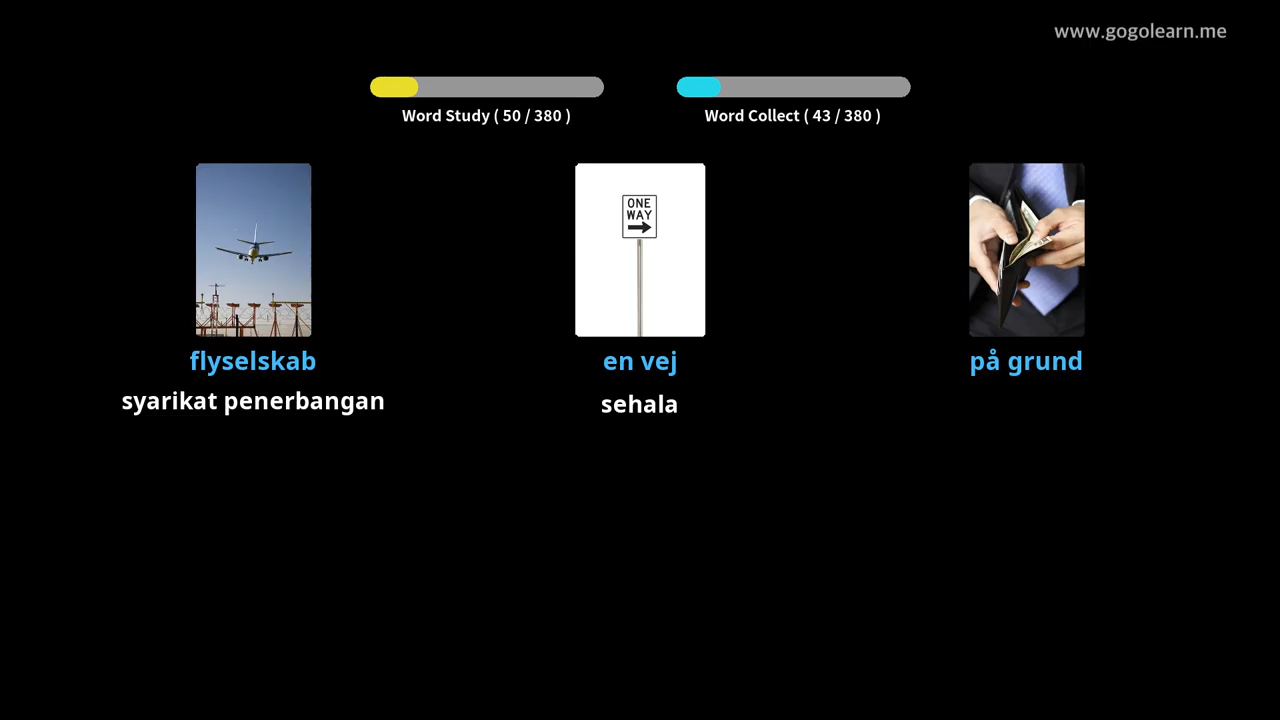 www.gogolearn.me
Word Study ( 50 / 380 )
Word Collect ( 43 / 380 )
ONE
WAY
flyselskab
en vej
på grund
syarikat penerbangan
sehala